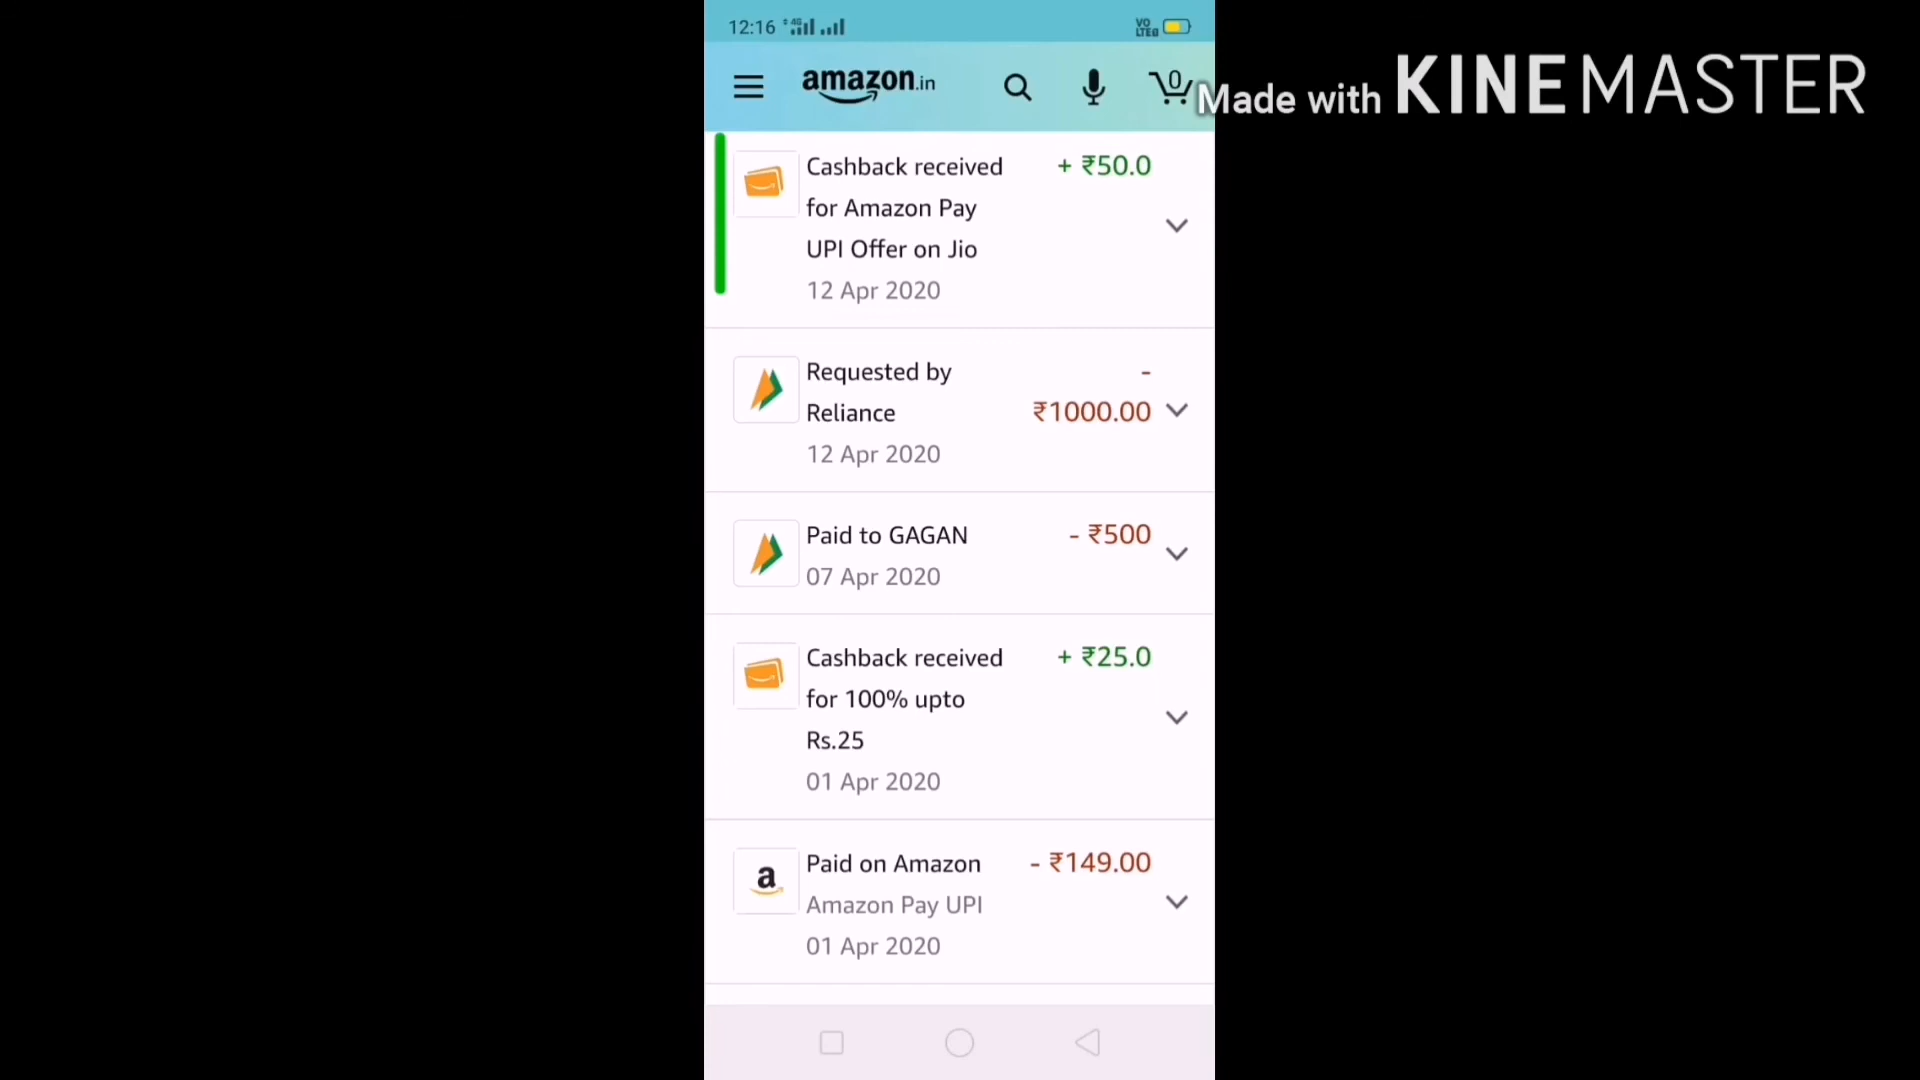 12:16 4G VO LTE
amazon.in 0
Made with KINEMASTER
Cashback received + ₹50.0
for Amazon Pay
UPI Offer on Jio
12 Apr 2020
Requested by -
Reliance ₹1000.00
12 Apr 2020
Paid to GAGAN - ₹500
07 Apr 2020
Cashback received + ₹25.0
for 100% upto
Rs.25
01 Apr 2020
a
Paid on Amazon - ₹149.00
Amazon Pay UPI
01 Apr 2020